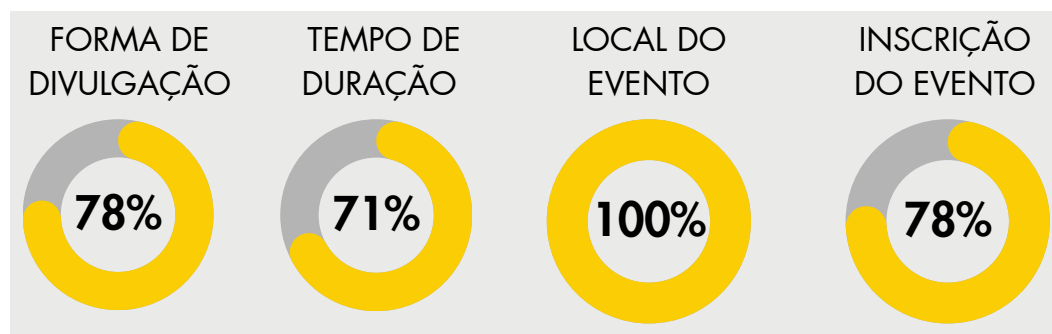 FORMA DE
DIVULGAÇÃO
78%
TEMPO DE
DURAÇÃO
71%
LOCAL DO
EVENTO
100%
INSCRIÇÃO
DO EVENTO
78%